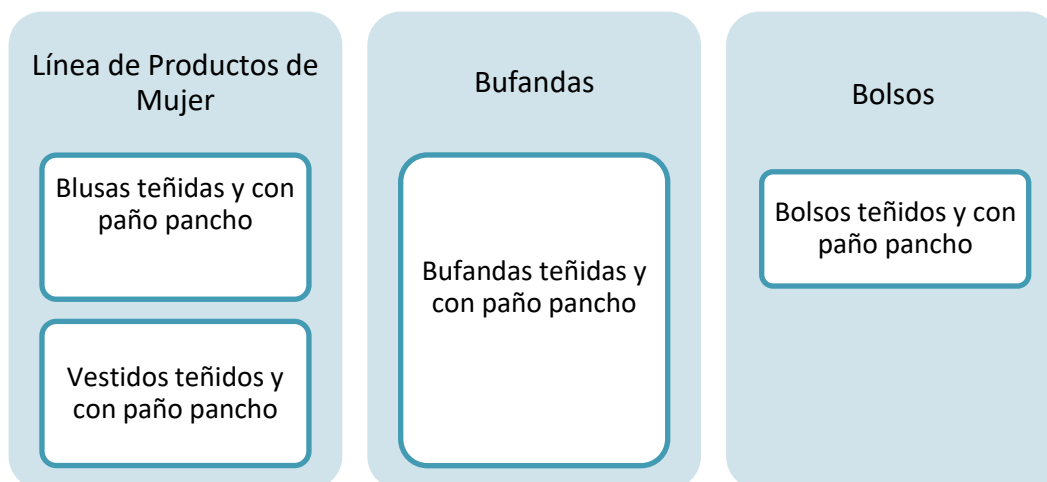 Línea de Productos de
Mujer
Blusas teñidas y con
paño pancho
Vestidos teñidos y
con paño pancho
Bufandas
Bufandas teñidas y
con paño pancho
Bolsos
Bolsos teñidos y con
paño pancho